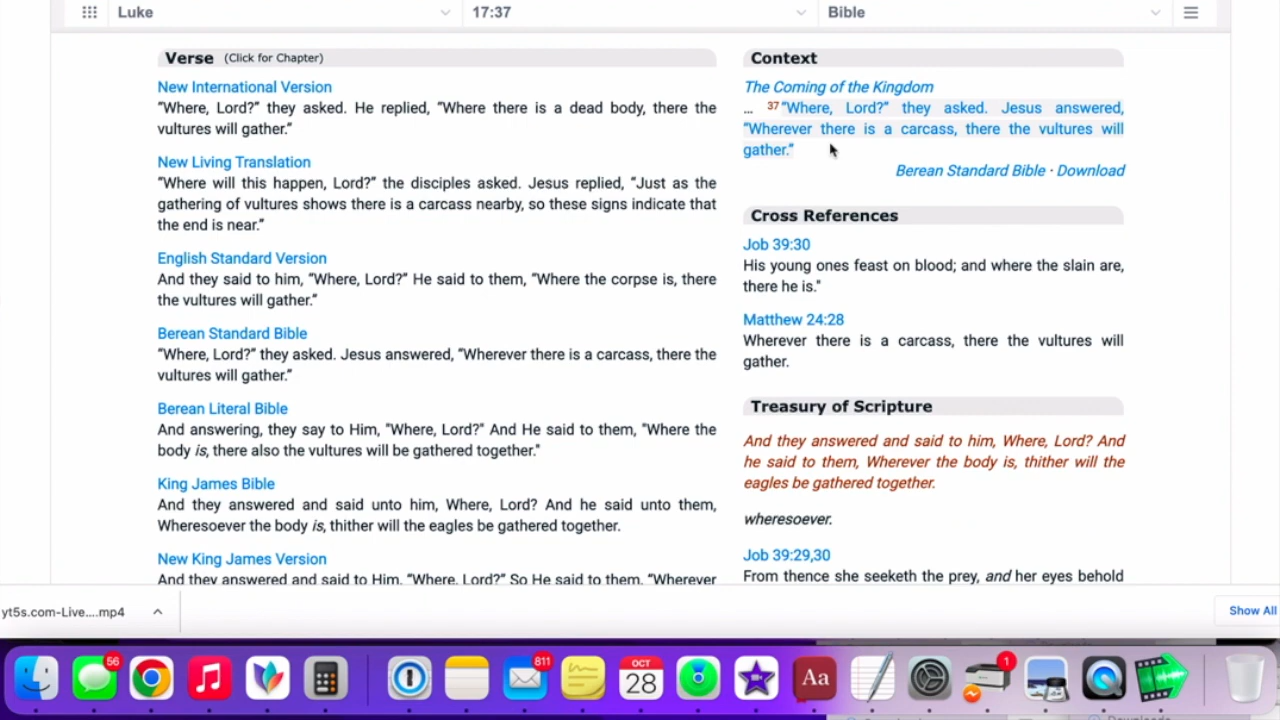 Luke
17:37
Bible
Verse (Click for Chapter)
New International Version
“Where, Lord?” they asked. He replied, “Where there is a dead body, there the
vultures will gather.”
New Living Translation
“Where will this happen, Lord?” the disciples asked. Jesus replied, “Just as the
gathering of vultures shows there is a carcass nearby, so these signs indicate that
the end is near.”
English Standard Version
And they said to him, “Where, Lord?” He said to them, “Where the corpse is, there
the vultures will gather.”
Berean Standard Bible
“Where, Lord?” they asked. Jesus answered, “Wherever there is a carcass, there the
vultures will gather.”
Berean Literal Bible
And answering, they say to Him, "Where, Lord?" And He said to them, "Where the
body is, there also the vultures will be gathered together."
King James Bible
And they answered and said unto him, Where, Lord? And he said unto them,
Wheresoever the body is, thither will the eagles be gathered together.
New King James Version
And they answered and said to Him, “Where, Lord?” So He said to them, “Wherever
Context
The Coming of the Kingdom
… 37“Where, Lord?” they asked. Jesus answered,
“Wherever there is a carcass, there the vultures will
gather.”
Berean Standard Bible · Download
Cross References
Job 39:30
His young ones feast on blood; and where the slain are,
there he is."
Matthew 24:28
Wherever there is a carcass, there the vultures will
gather.
Treasury of Scripture
And they answered and said to him, Where, Lord? And
he said to them, Wherever the body is, thither will the
eagles be gathered together.
wheresoever.
Job 39:29,30
From thence she seeketh the prey, and her eyes behold
yt5s.com-Live....mp4
Show All
56
811
OCT
28
Aa
1
Downloads